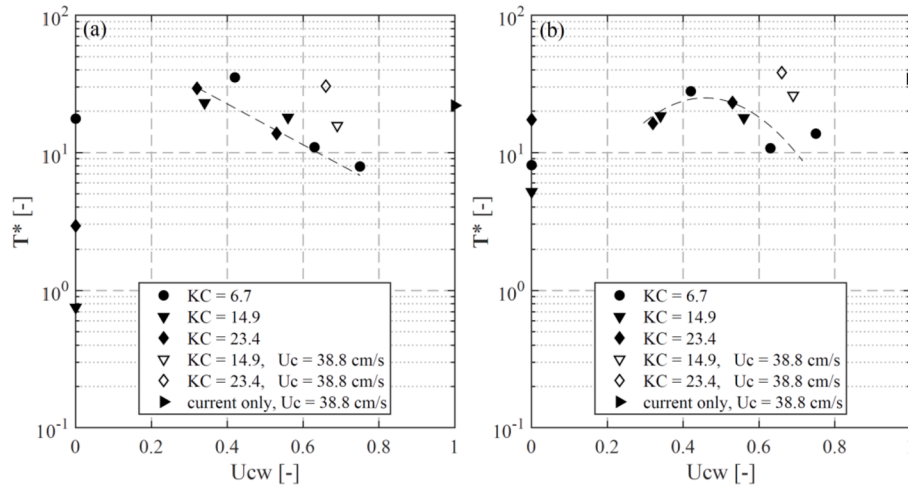 (a)
10^2
10^1
10^0
10^-1
T* [-]
KC = 6.7
KC = 14.9
KC = 23.4
KC = 14.9, Uc = 38.8 cm/s
KC = 23.4, Uc = 38.8 cm/s
current only, Uc = 38.8 cm/s
0 0.2 0.4 0.6 0.8 1
Ucw [-]
(b)
10^2
10^1
10^0
10^-1
T* [-]
KC = 6.7
KC = 14.9
KC = 23.4
KC = 14.9, Uc = 38.8 cm/s
KC = 23.4, Uc = 38.8 cm/s
current only, Uc = 38.8 cm/s
0 0.2 0.4 0.6 0.8
Ucw [-]